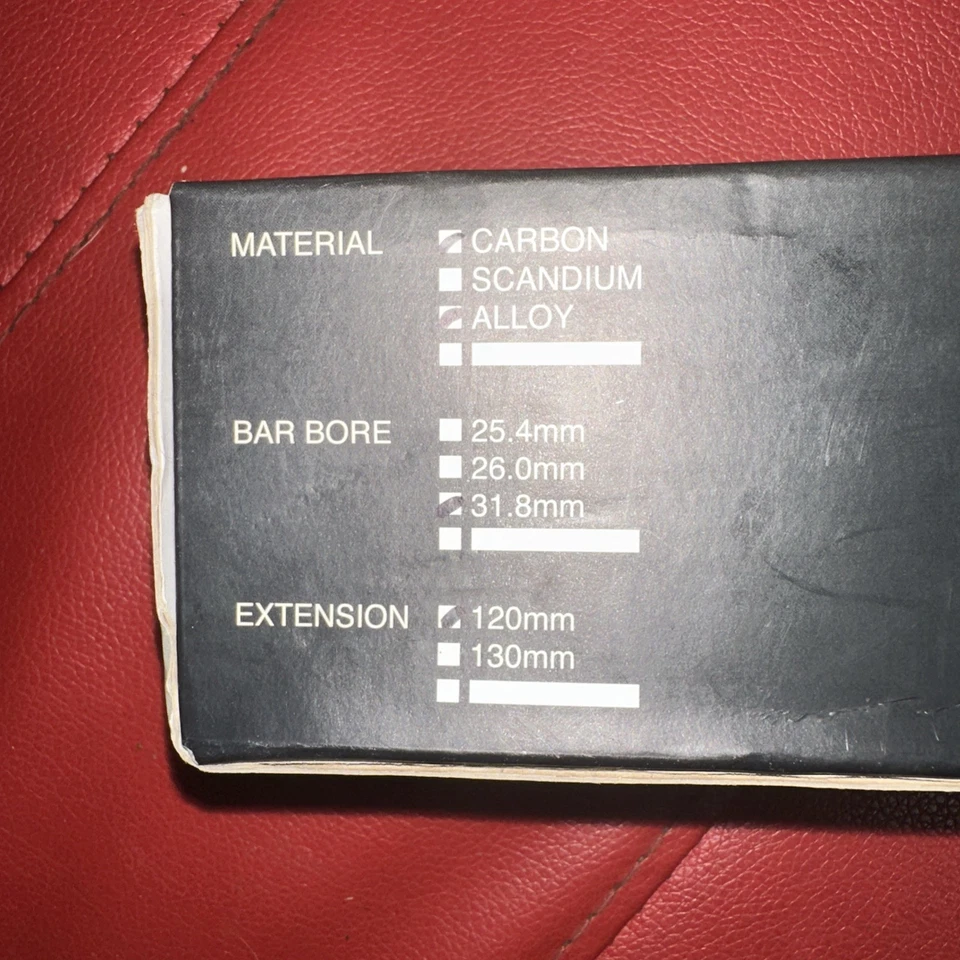 MATERIAL CARBON
SCANDIUM
ALLOY
BAR BORE 25.4mm
26.0mm
31.8mm
EXTENSION 120mm
130mm